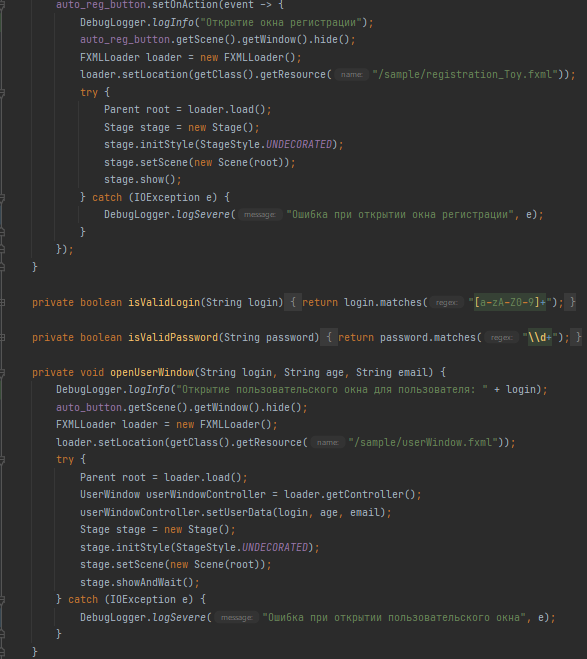 auto_reg_button.setOnAction(event -> {
DebugLogger.logInfo("Открытие окна регистрации");
auto_reg_button.getScene().getWindow().hide();
FXMLLoader loader = new FXMLLoader();
loader.setLocation(getClass().getResource( name: "/sample/registration_Toy.fxml"));
try {
Parent root = loader.load();
Stage stage = new Stage();
stage.initStyle(StageStyle.UNDECORATED);
stage.setScene(new Scene(root));
stage.show();
} catch (IOException e) {
DebugLogger.logSevere( message: "Ошибка при открытии окна регистрации", e);
}
});
}
private boolean isValidLogin(String login) { return login.matches( regex: "[a-zA-Z0-9]+"); }
private boolean isValidPassword(String password) { return password.matches( regex: "\\d+"); }
private void openUserWindow(String login, String age, String email) {
DebugLogger.logInfo("Открытие пользовательского окна для пользователя: " + login);
auto_button.getScene().getWindow().hide();
FXMLLoader loader = new FXMLLoader();
loader.setLocation(getClass().getResource( name: "/sample/userWindow.fxml"));
try {
Parent root = loader.load();
UserWindow userWindowController = loader.getController();
userWindowController.setUserData(login, age, email);
Stage stage = new Stage();
stage.initStyle(StageStyle.UNDECORATED);
stage.setScene(new Scene(root));
stage.showAndWait();
} catch (IOException e) {
DebugLogger.logSevere( message: "Ошибка при открытии пользовательского окна", e);
}
}